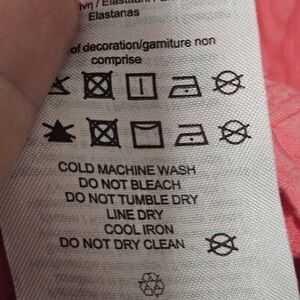 Elastanas
of decoration/garniture non
comprise
COLD MACHINE WASH
DO NOT BLEACH
DO NOT TUMBLE DRY
LINE DRY
COOL IRON
DO NOT DRY CLEAN